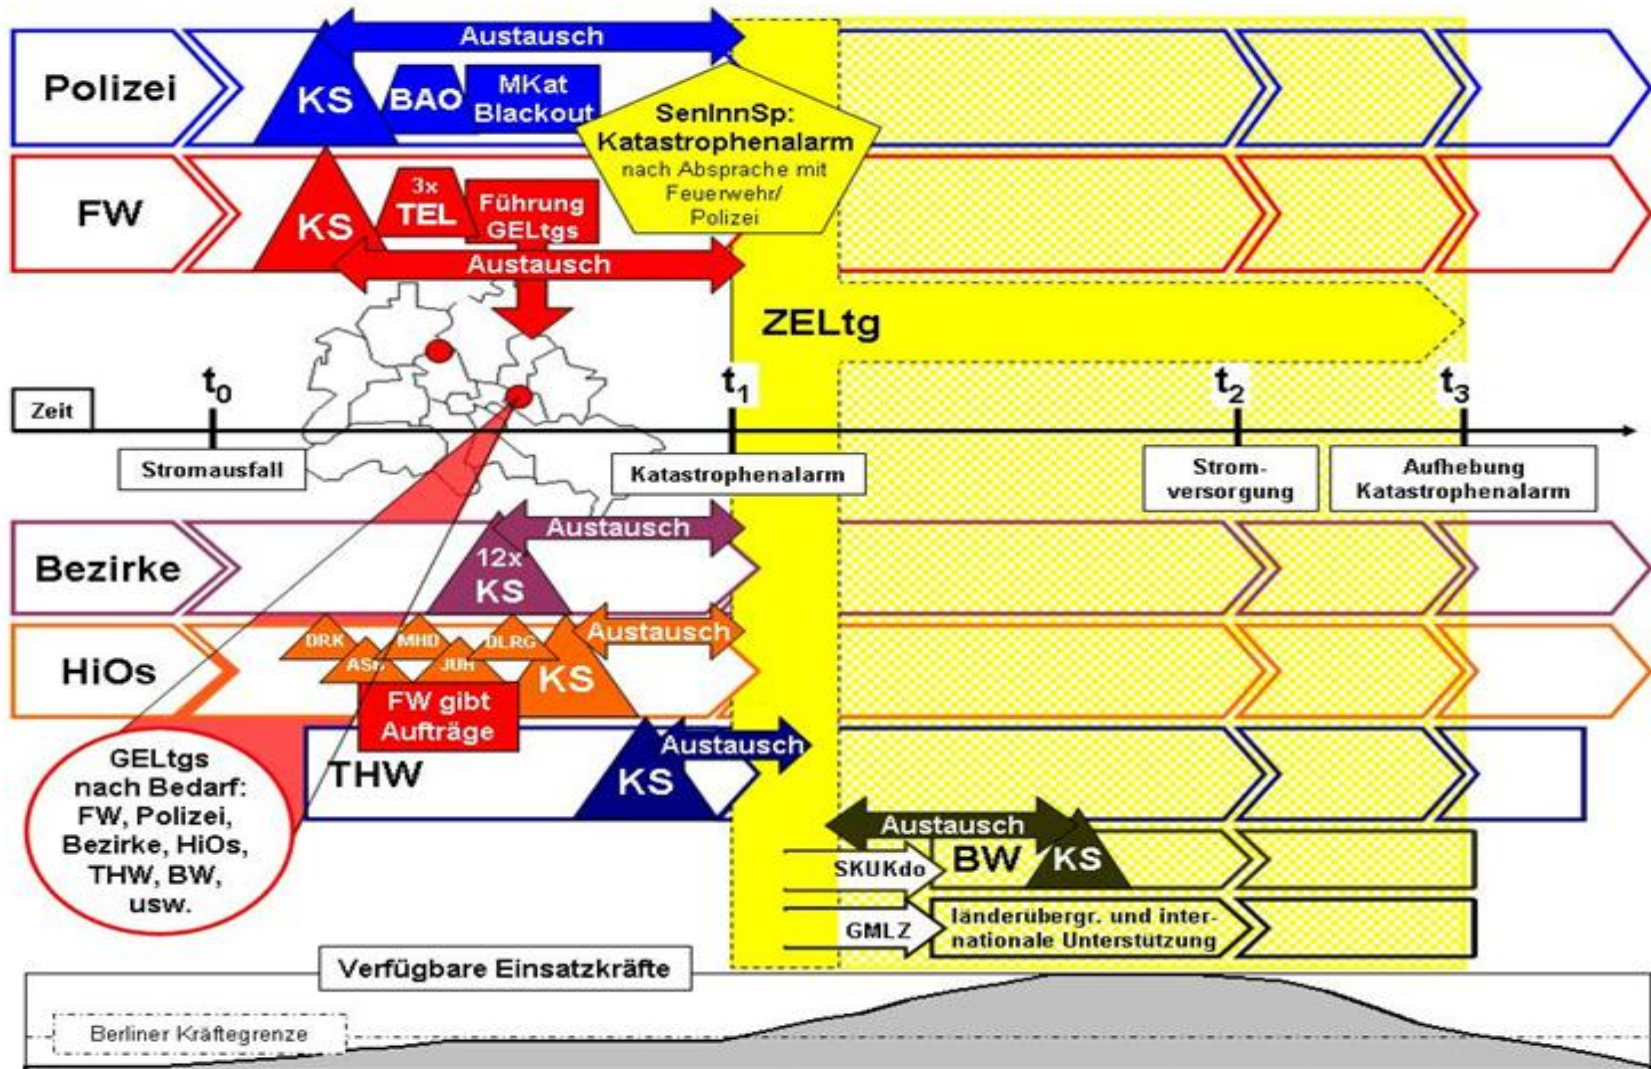 Austausch
Polizei
KS
BAO
MKat
Blackout
SenInnSp:
Katastrophenalarm
nach Absprache mit
Feuerwehr/
Polizei
FW
KS
3x
TEL
Führung
GELtgs
Austausch
ZELtg
Zeit
t0
t1
t2
t3
Stromausfall
Katastrophenalarm
Strom-
versorgung
Aufhebung
Katastrophenalarm
Bezirke
12x
KS
Austausch
HiOs
DRK
MHD
DLRG
JUH
KS
Austausch
FW gibt
Aufträge
THW
KS
Austausch
GELtgs
nach Bedarf:
FW, Polizei,
Bezirke, HiOs,
THW, BW,
usw.
Austausch
SKUKdo
BW
KS
GMLZ
länderübergr. und inter-
nationale Unterstützung
Verfügbare Einsatzkräfte
Berliner Kräftegrenze